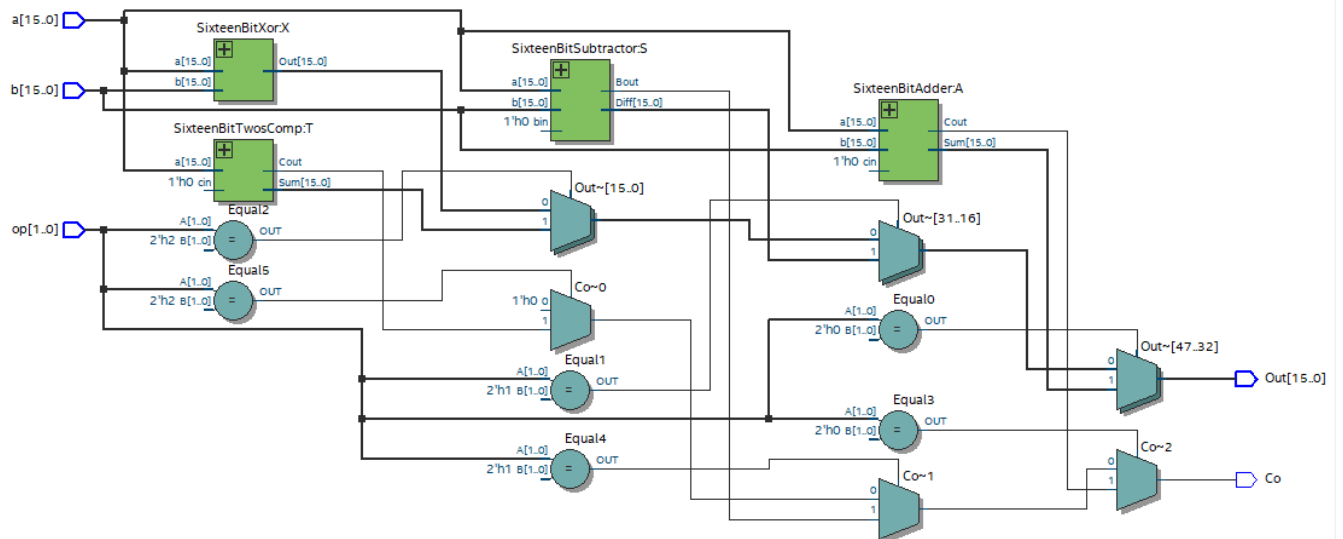 a[15..0]
b[15..0]
op[1..0]
SixteenBitXor:X
a[15..0]
b[15..0]
Out[15..0]
SixteenBitTwosComp:T
a[15..0]
1'h0 cin
Cout
Sum[15..0]
Equal2
A[1..0]
2'h2 B[1..0]
=
OUT
Equal5
A[1..0]
2'h2 B[1..0]
=
OUT
SixteenBitSubtractor:S
a[15..0]
b[15..0]
1'h0 bin
Bout
Diff[15..0]
Out~[15..0]
0
1
Co~0
1'h0 0
1
Equal1
A[1..0]
2'h1 B[1..0]
=
OUT
Equal4
A[1..0]
2'h1 B[1..0]
=
OUT
SixteenBitAdder:A
a[15..0]
b[15..0]
1'h0 cin
Cout
Sum[15..0]
Out~[31..16]
0
1
Equal0
A[1..0]
2'h0 B[1..0]
=
OUT
Equal3
A[1..0]
2'h0 B[1..0]
=
OUT
Co~1
0
1
Out~[47..32]
0
1
Co~2
0
1
Out[15..0]
Co